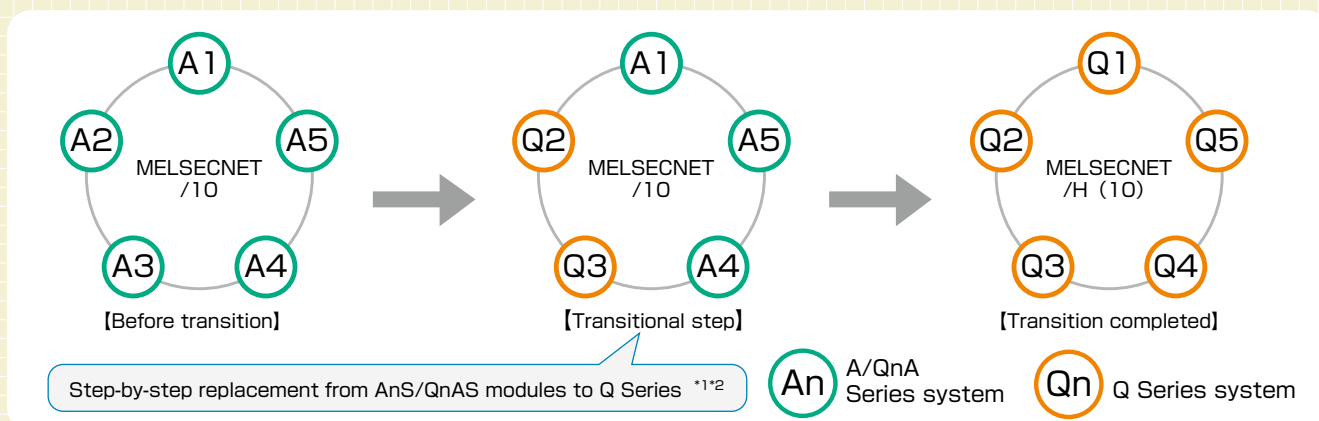 A1
A2
A5
MELSECNET
/10
A3
A4
【Before transition】
A1
Q2
A5
MELSECNET
/10
Q3
A4
【Transitional step】
Q1
Q2
Q5
MELSECNET
/H（10）
Q3
Q4
【Transition completed】
Step-by-step replacement from AnS/QnAS modules to Q Series *1*2
An
A/QnA
Series system
Qn
Q Series system